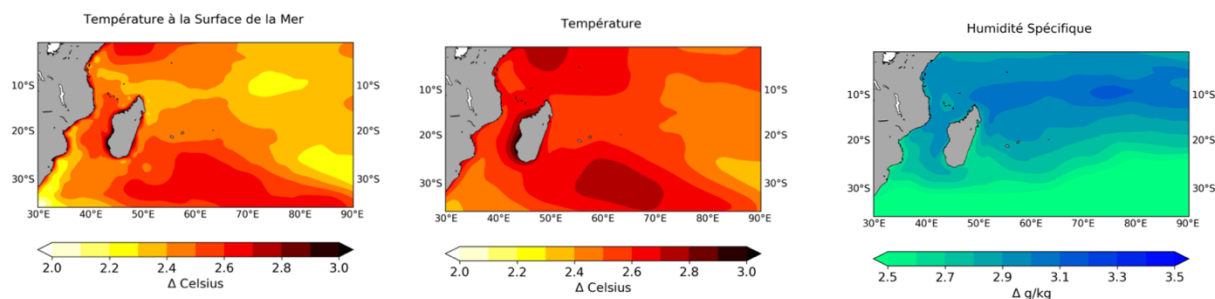 Température à la Surface de la Mer
10°S
20°S
30°S
10°S
20°S
30°S
30°E 40°E 50°E 60°E 70°E 80°E 90°E
2.0 2.2 2.4 2.6 2.8 3.0
Δ Celsius
Température
10°S
20°S
30°S
10°S
20°S
30°S
30°E 40°E 50°E 60°E 70°E 80°E 90°E
2.0 2.2 2.4 2.6 2.8 3.0
Δ Celsius
Humidité Spécifique
10°S
20°S
30°S
10°S
20°S
30°S
30°E 40°E 50°E 60°E 70°E 80°E 90°E
2.5 2.7 2.9 3.1 3.3 3.5
Δ g/kg